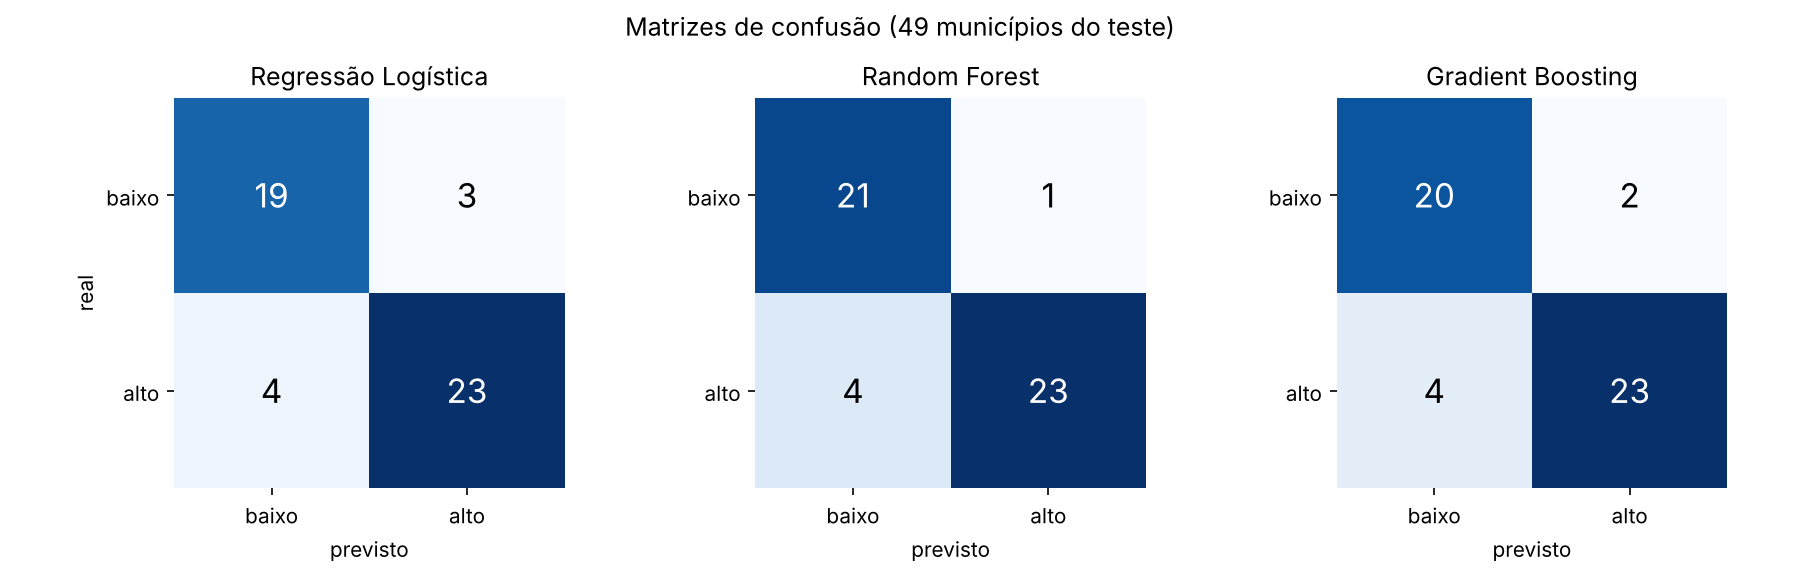 Matrizes de confusão (49 municípios do teste)
Regressão Logística
real
baixo
19
3
alto
4
23
baixo
alto
previsto
Random Forest
baixo
21
1
alto
4
23
baixo
alto
previsto
Gradient Boosting
baixo
20
2
alto
4
23
baixo
alto
previsto